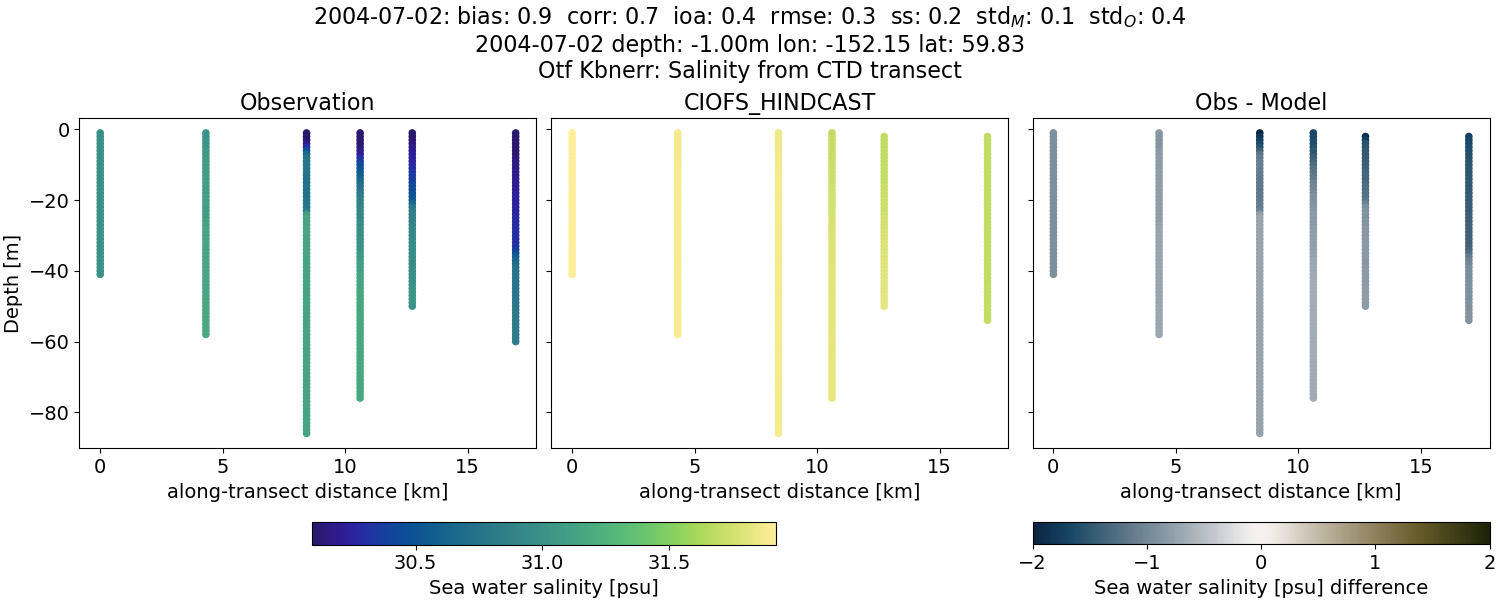 2004-07-02: bias: 0.9 corr: 0.7 ioa: 0.4 rmse: 0.3 ss: 0.2 std_M: 0.1 std_O: 0.4
2004-07-02 depth: -1.00m lon: -152.15 lat: 59.83
Otf Kbnerr: Salinity from CTD transect
Observation
CIOFS_HINDCAST
Obs - Model
Depth [m]
0
−20
−40
−60
−80
0 5 10 15
0 5 10 15
0 5 10 15
along-transect distance [km]
along-transect distance [km]
along-transect distance [km]
30.5 31.0 31.5
Sea water salinity [psu]
−2 −1 0 1 2
Sea water salinity [psu] difference